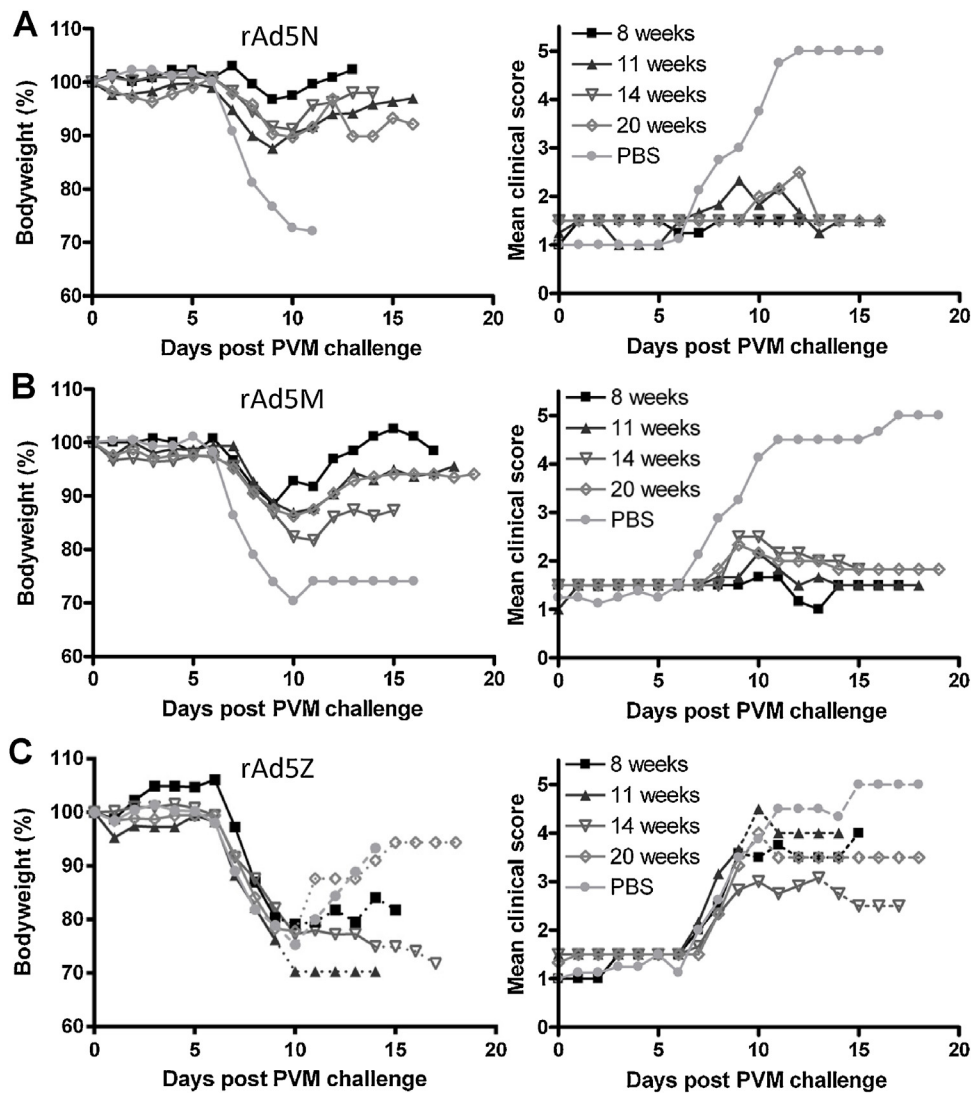 A
rAd5N
Bodyweight (%)
110
100
90
80
70
60
0
5
10
15
20
Days post PVM challenge
Mean clinical score
5
4
3
2
1
0
0
5
10
15
20
Days post PVM challenge
8 weeks
11 weeks
14 weeks
20 weeks
PBS
B
rAd5M
Bodyweight (%)
110
100
90
80
70
60
0
5
10
15
20
Days post PVM challenge
Mean clinical score
5
4
3
2
1
0
0
5
10
15
20
Days post PVM challenge
8 weeks
11 weeks
14 weeks
20 weeks
PBS
C
rAd5Z
Bodyweight (%)
110
100
90
80
70
60
0
5
10
15
20
Days post PVM challenge
Mean clinical score
5
4
3
2
1
0
0
5
10
15
20
Days post PVM challenge
8 weeks
11 weeks
14 weeks
20 weeks
PBS